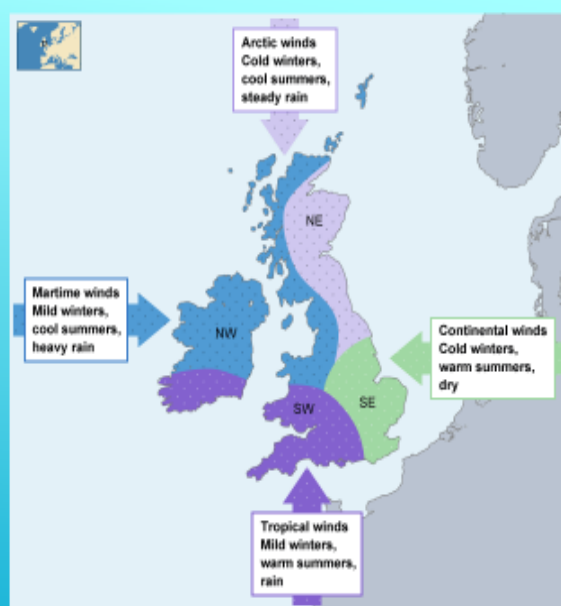 Arctic winds
Cold winters,
cool summers,
steady rain
NE
Martime winds
Mild winters,
cool summers,
heavy rain
NW
Continental winds
Cold winters,
warm summers,
dry
SW
SE
Tropical winds
Mild winters,
warm summers,
rain